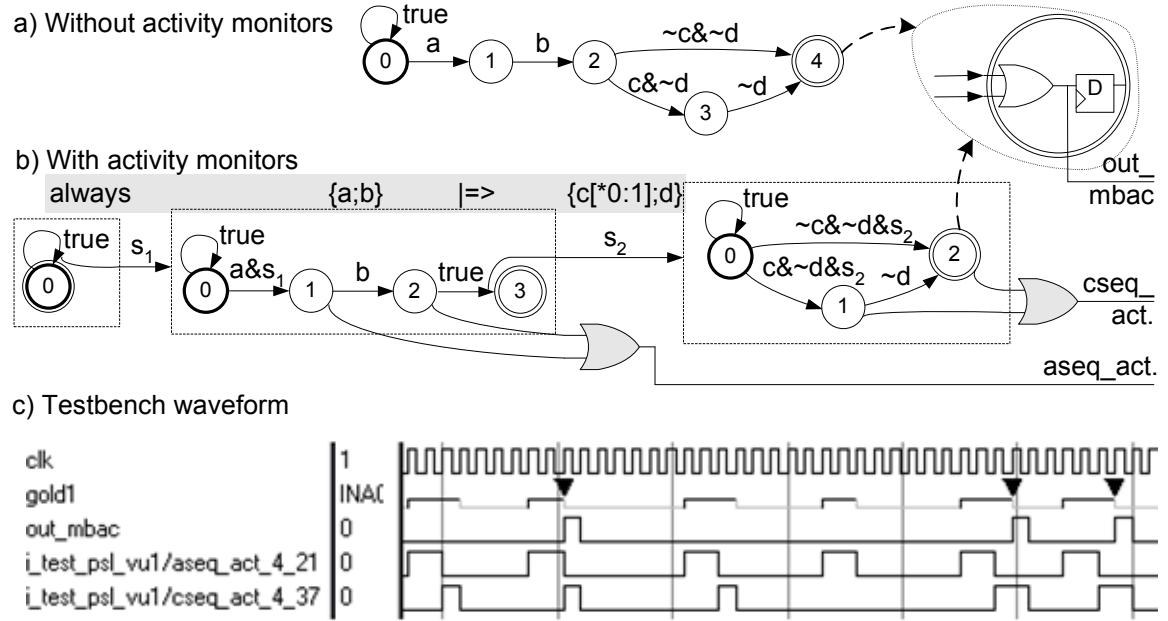 a) Without activity monitors
true
0
a
1
b
2
~c&~d
4
c&~d
3
~d
D
out_
mbac
b) With activity monitors
always {a;b} |=> {c[*0:1];d}
true
0
s1
true
0
a&s1
1
b
2
true
3
s2
true
0
~c&~d&s2
2
c&~d&s2
1
~d
cseq_
act.
aseq_act.
c) Testbench waveform
clk 1
gold1 INAC
out_mbac 0
i_test_psl_vu1/aseq_act_4_21 0
i_test_psl_vu1/cseq_act_4_37 0